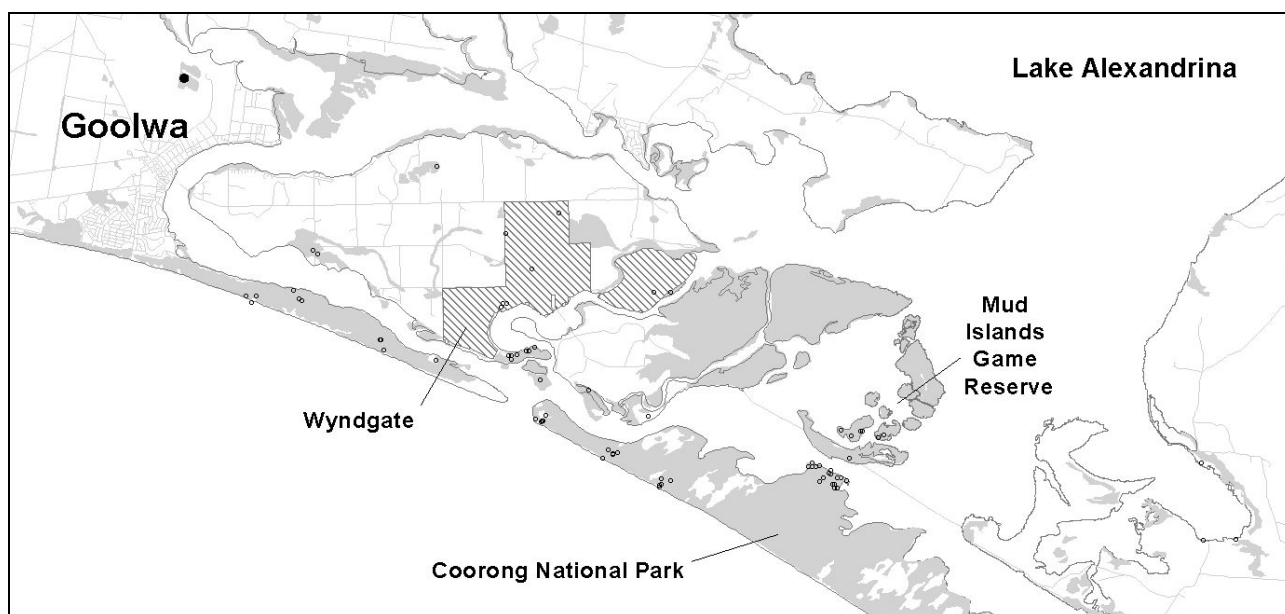 Lake Alexandrina
Goolwa
Mud
Islands
Game
Reserve
Wyndgate
Coorong National Park